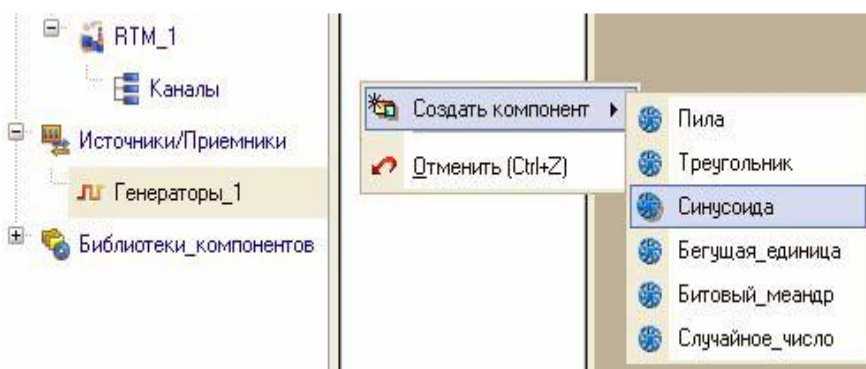 RTM_1
Каналы
Источники/Приемники
Генераторы_1
Библиотеки_компонентов
Создать компонент
Отменить (Ctrl+Z)
Пила
Треугольник
Синусоида
Бегущая_единица
Битовый_меандр
Случайное_число